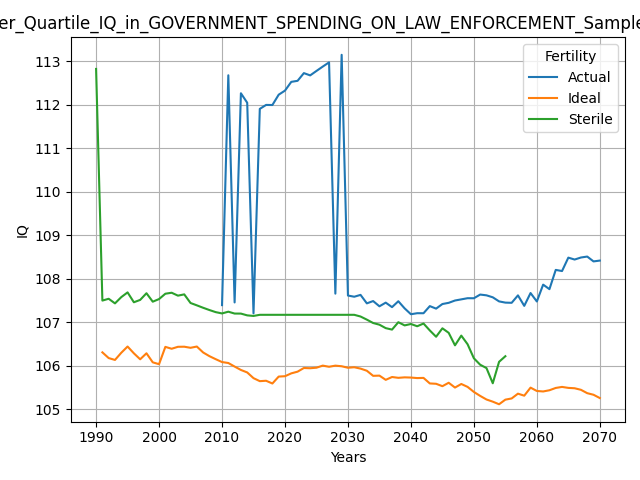 er_Quartile_IQ_in_GOVERNMENT_SPENDING_ON_LAW_ENFORCEMENT_Sample
Fertility
Actual
Ideal
Sterile
113
112
111
110
109
108
107
106
105
IQ
1990 2000 2010 2020 2030 2040 2050 2060 2070
Years